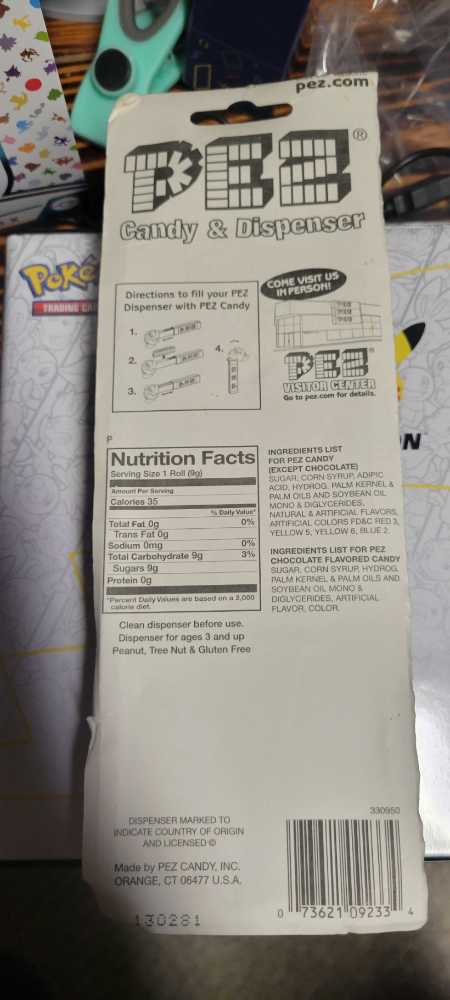 pez.com
PEZ®
Candy & Dispenser
Directions to fill your PEZ
Dispenser with PEZ Candy
1.
2.
3.
4.
COME VISIT US
IN PERSON!
PEZ
PEZ
PEZ
PEZ®
VISITOR CENTER
Go to pez.com for details.
P
Nutrition Facts
Serving Size 1 Roll (9g)
Amount Per Serving
Calories 35
% Daily Value*
Total Fat 0g 0%
Trans Fat 0g
Sodium 0mg 0%
Total Carbohydrate 9g 3%
Sugars 9g
Protein 0g
*Percent Daily Values are based on a 2,000
calorie diet.
INGREDIENTS LIST
FOR PEZ CANDY
(EXCEPT CHOCOLATE)
SUGAR, CORN SYRUP, ADIPIC
ACID, HYDROG. PALM KERNEL &
PALM OILS AND SOYBEAN OIL
MONO & DIGLYCERIDES,
NATURAL & ARTIFICIAL FLAVORS,
ARTIFICIAL COLORS FD&C RED 3,
YELLOW 5, YELLOW 6, BLUE 2.
INGREDIENTS LIST FOR PEZ
CHOCOLATE FLAVORED CANDY
SUGAR, CORN SYRUP, HYDROG.
PALM KERNEL & PALM OILS AND
SOYBEAN OIL MONO &
DIGLYCERIDES, ARTIFICIAL
FLAVOR, COLOR.
Clean dispenser before use.
Dispenser for ages 3 and up
Peanut, Tree Nut & Gluten Free
DISPENSER MARKED TO
INDICATE COUNTRY OF ORIGIN
AND LICENSED ©
Made by PEZ CANDY, INC.
ORANGE, CT 06477 U.S.A.
130281
330950
0 73621 09233 4
Poké
TRADING CA
ON